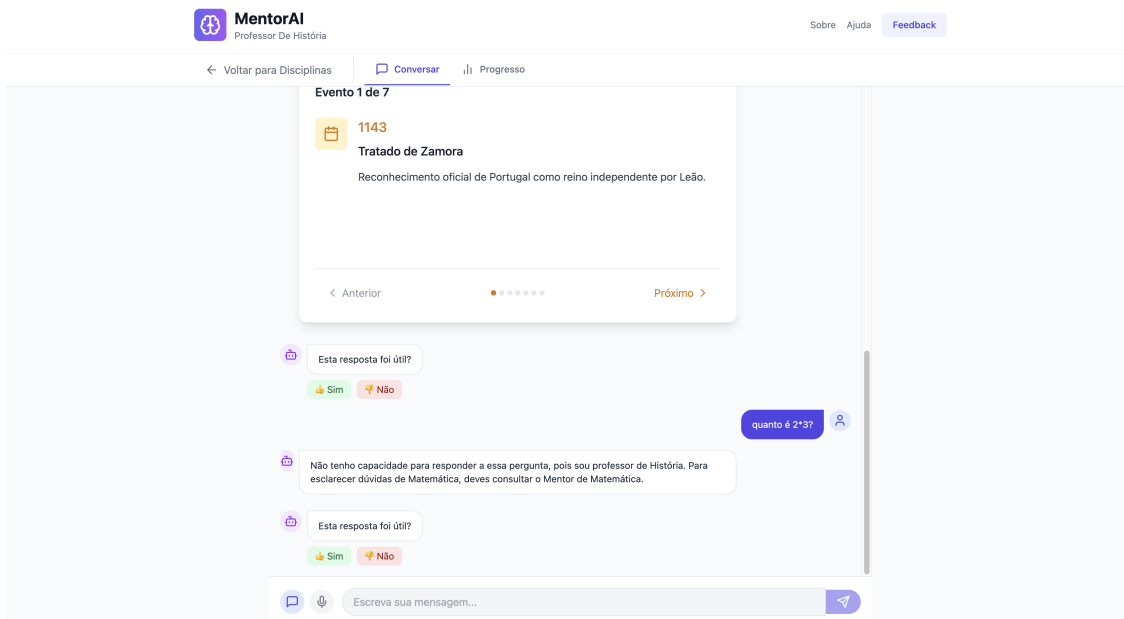 MentorAI
Professor De História
Sobre Ajuda Feedback
Voltar para Disciplinas Conversar Progresso
Evento 1 de 7
1143
Tratado de Zamora
Reconhecimento oficial de Portugal como reino independente por Leão.
Anterior Próximo
Esta resposta foi útil?
👍 Sim 👎 Não
quanto é 2*3?
Não tenho capacidade para responder a essa pergunta, pois sou professor de História. Para
esclarecer dúvidas de Matemática, deves consultar o Mentor de Matemática.
Esta resposta foi útil?
👍 Sim 👎 Não
Escreva sua mensagem...